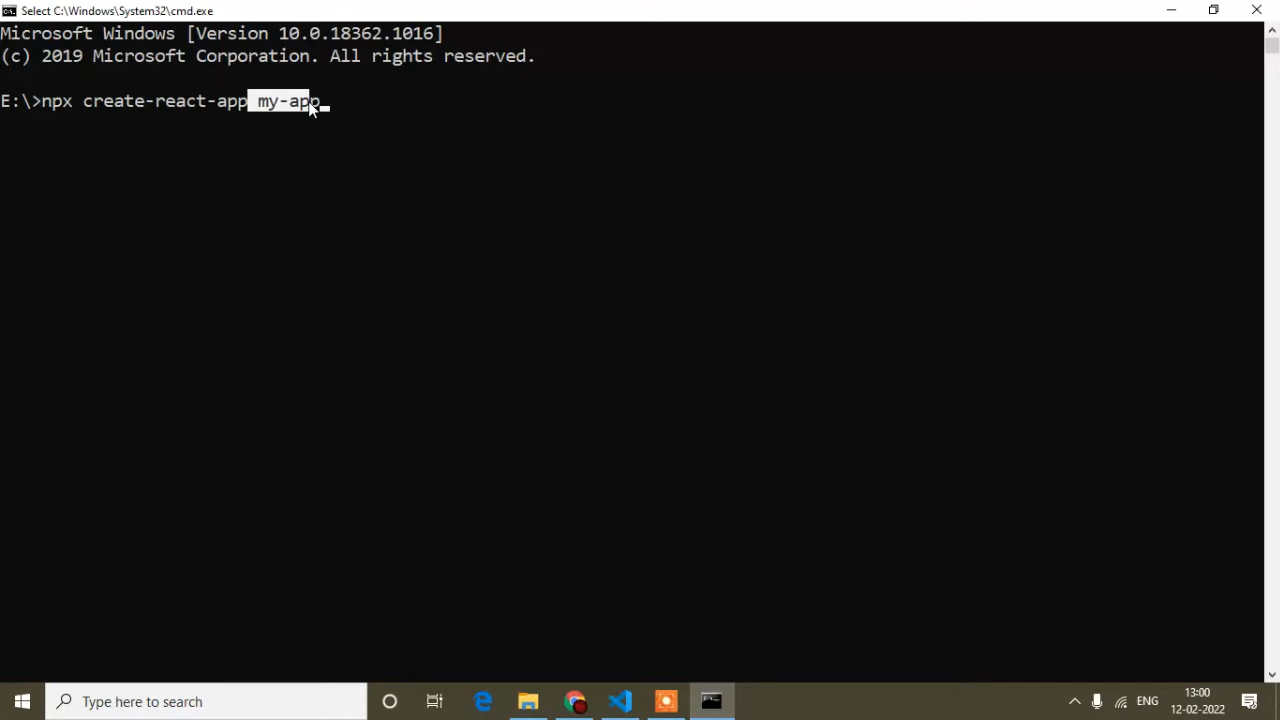 Select C:\Windows\System32\cmd.exe
Microsoft Windows [Version 10.0.18362.1016]
(c) 2019 Microsoft Corporation. All rights reserved.
E:\>npx create-react-app my-app_
Type here to search
ENG
13:00
12-02-2022